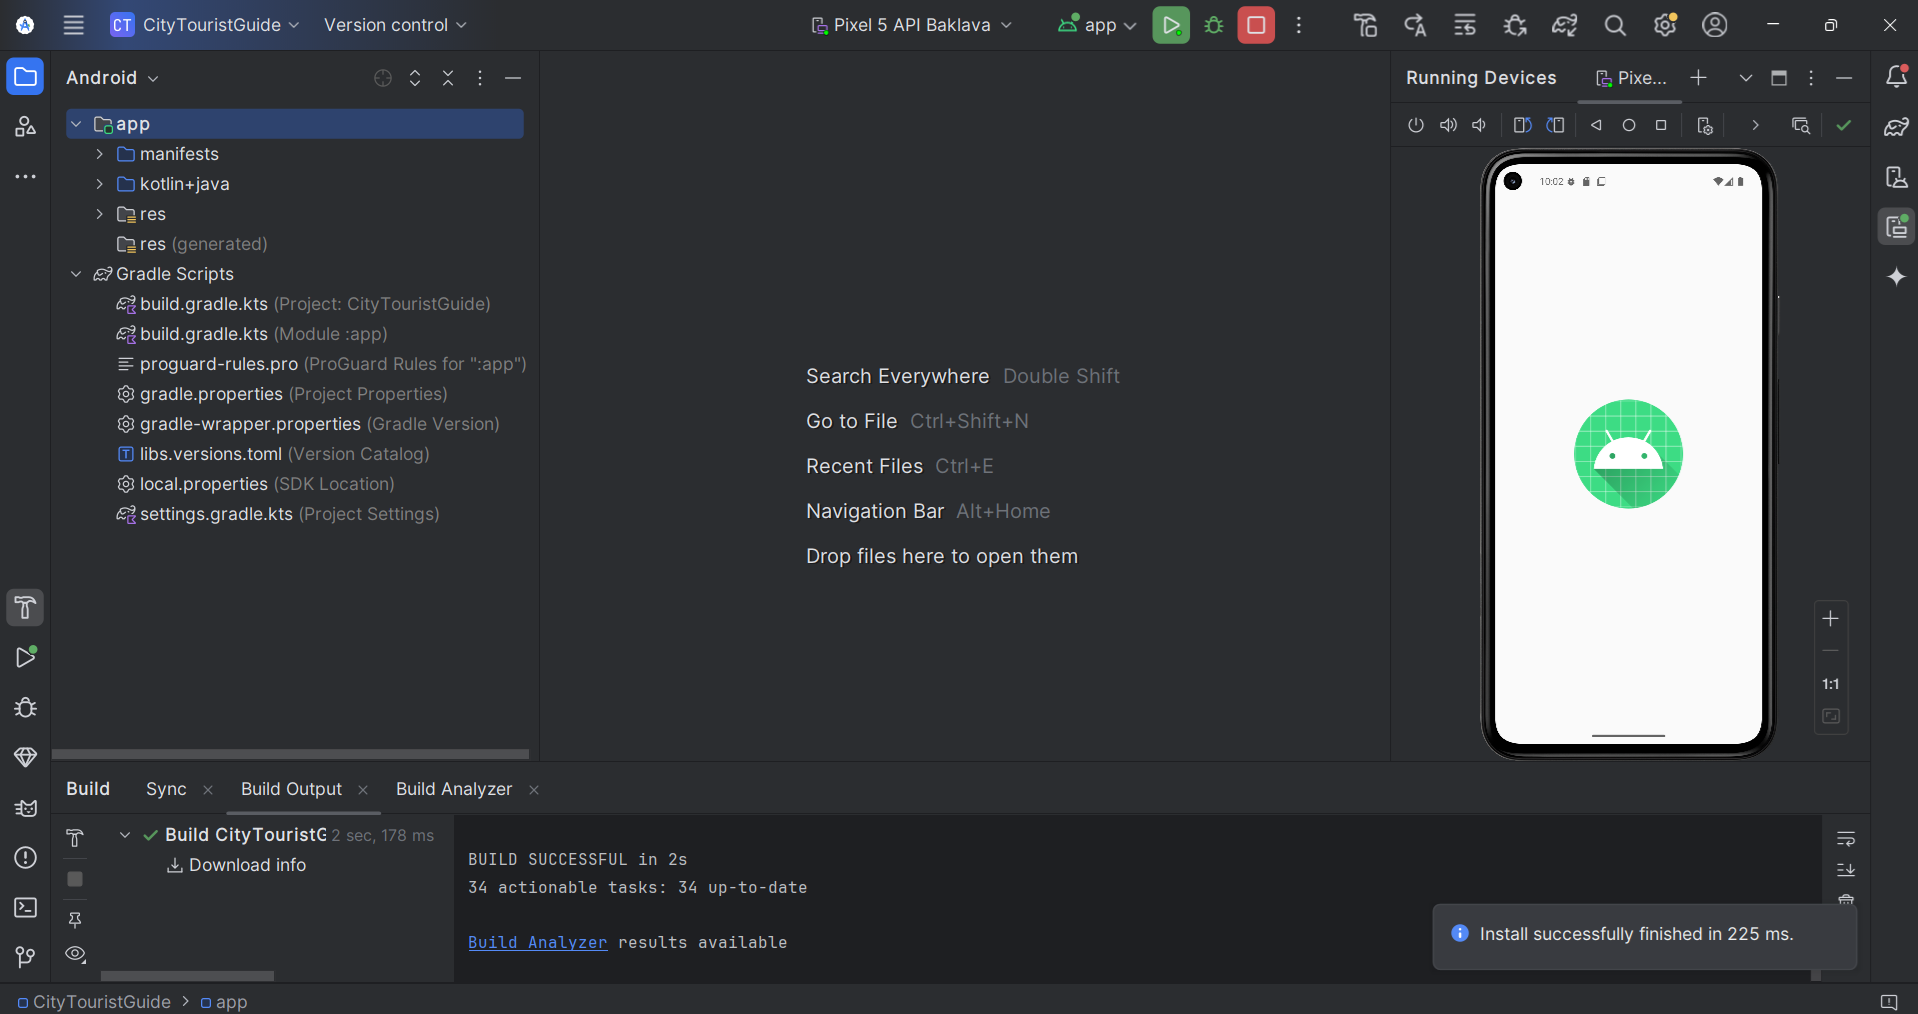 CT CityTouristGuide Version control Pixel 5 API Baklava app
Android
Running Devices Pixe...
app
manifests
kotlin+java
res
res (generated)
Gradle Scripts
build.gradle.kts (Project: CityTouristGuide)
build.gradle.kts (Module :app)
proguard-rules.pro (ProGuard Rules for ":app")
gradle.properties (Project Properties)
gradle-wrapper.properties (Gradle Version)
libs.versions.toml (Version Catalog)
local.properties (SDK Location)
settings.gradle.kts (Project Settings)
Search Everywhere Double Shift
Go to File Ctrl+Shift+N
Recent Files Ctrl+E
Navigation Bar Alt+Home
Drop files here to open them
10:02
1:1
Build Sync Build Output Build Analyzer
Build CityTouristG 2 sec, 178 ms
Download info
BUILD SUCCESSFUL in 2s
34 actionable tasks: 34 up-to-date
Build Analyzer results available
Install successfully finished in 225 ms.
CityTouristGuide > app